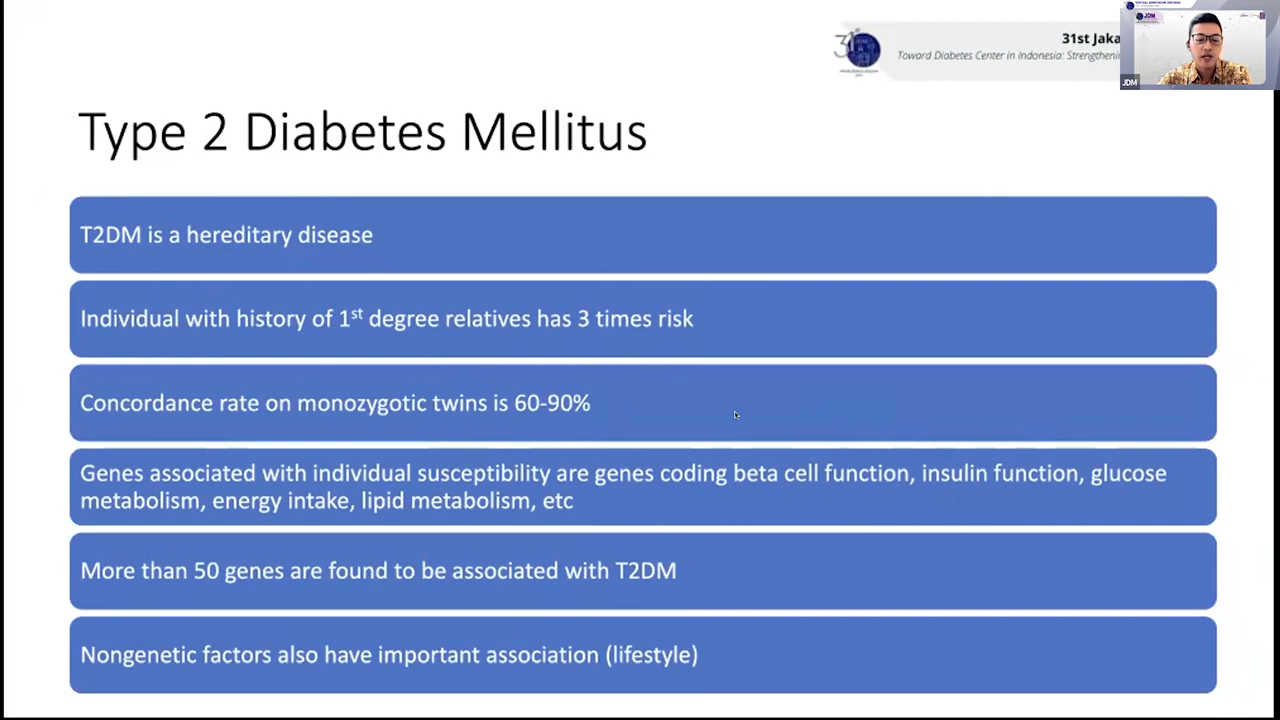 31st Jaka
Toward Diabetes Center in Indonesia: Strengthenin
JDM
JDM
Type 2 Diabetes Mellitus
T2DM is a hereditary disease
Individual with history of 1st degree relatives has 3 times risk
Concordance rate on monozygotic twins is 60-90%
Genes associated with individual susceptibility are genes coding beta cell function, insulin function, glucose
metabolism, energy intake, lipid metabolism, etc
More than 50 genes are found to be associated with T2DM
Nongenetic factors also have important association (lifestyle)